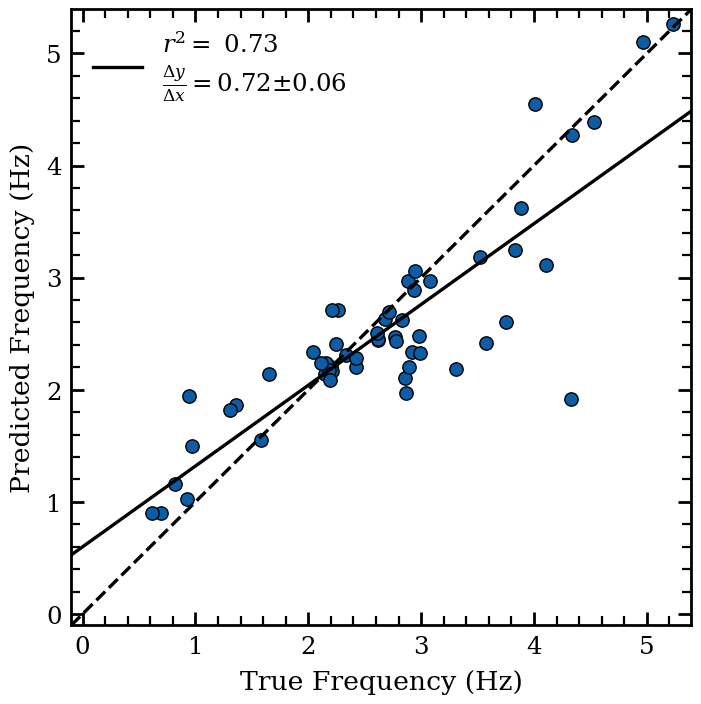 r² = 0.73
Δy/Δx = 0.72±0.06
5
4
3
2
1
0
Predicted Frequency (Hz)
0 1 2 3 4 5
True Frequency (Hz)